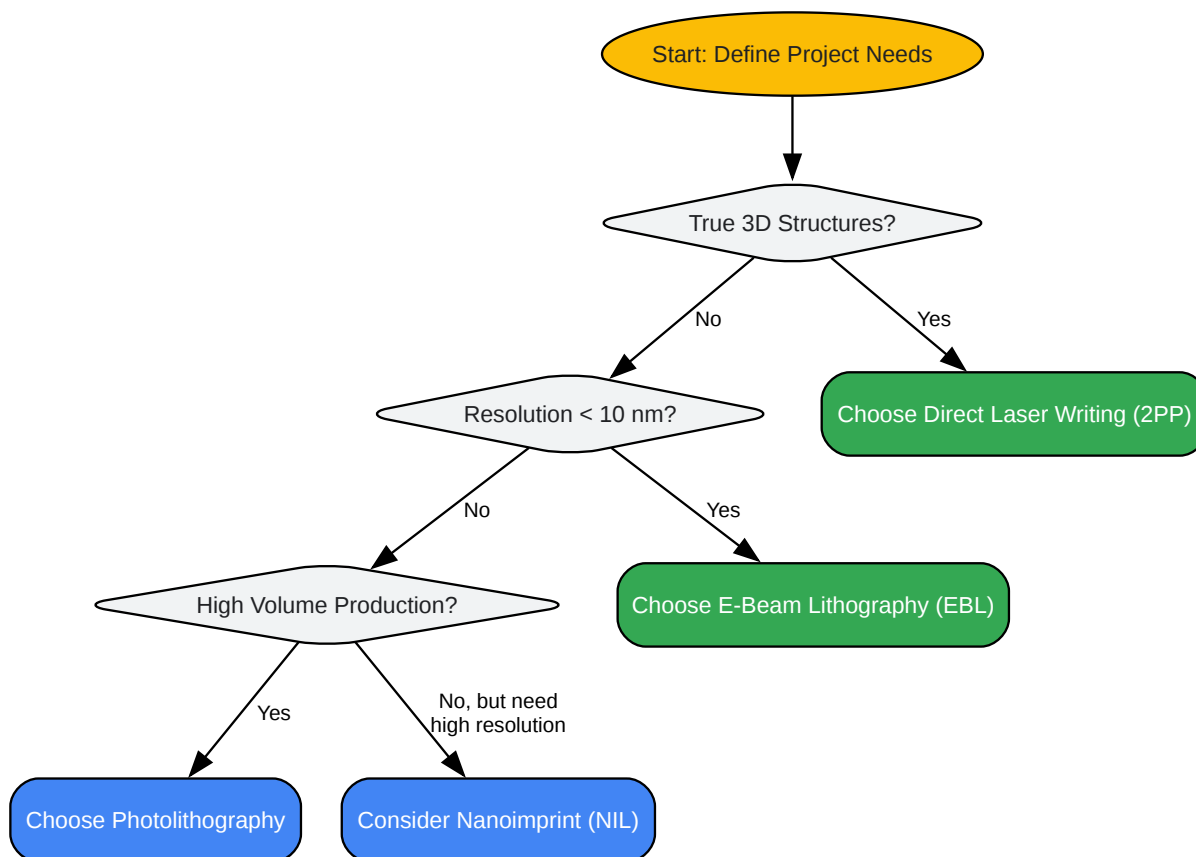 Start: Define Project Needs
True 3D Structures?
No
Yes
Resolution < 10 nm?
Choose Direct Laser Writing (2PP)
No
Yes
High Volume Production?
Choose E-Beam Lithography (EBL)
Yes
No, but need
high resolution
Choose Photolithography
Consider Nanoimprint (NIL)